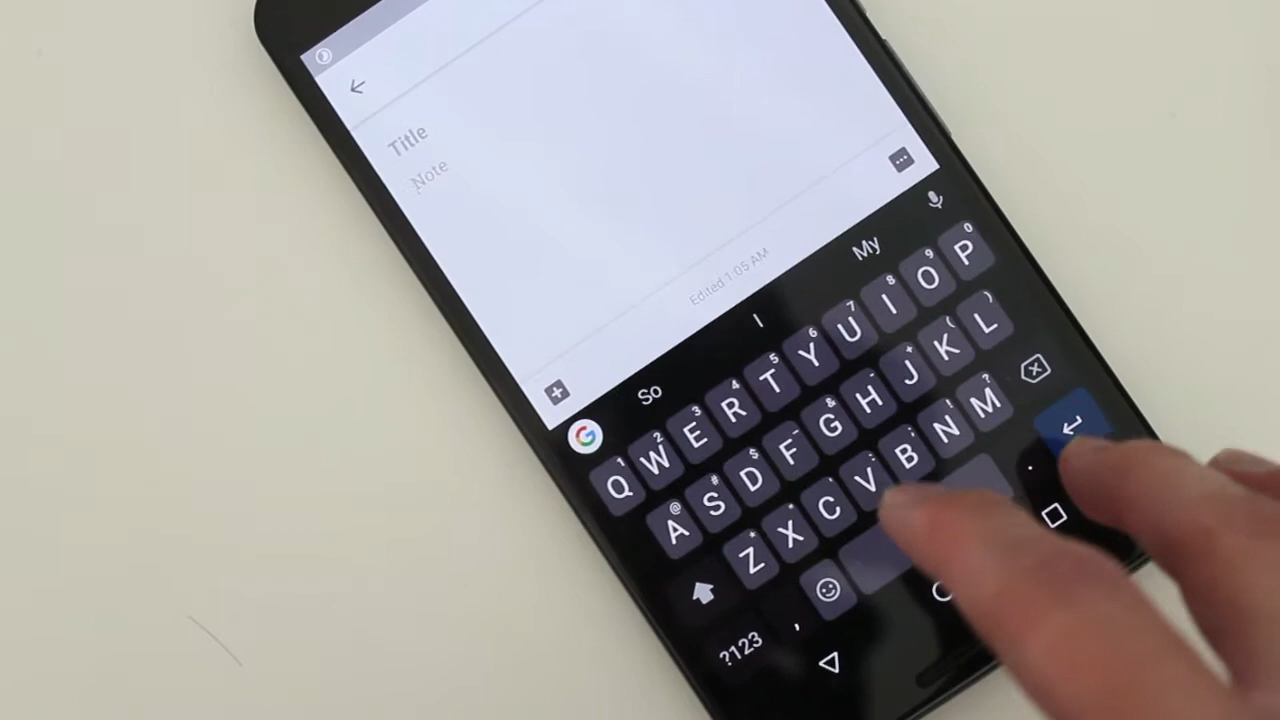 Title
Note
Edited 1:05 AM
So I My
G
1 2 3 4 5 6 7 8 9 0
Q W E R T Y U I O P
@ # $ - & - + ( )
A S D F G H J K L
* " ' : ; ! ?
Z X C V B N M
?123 , .